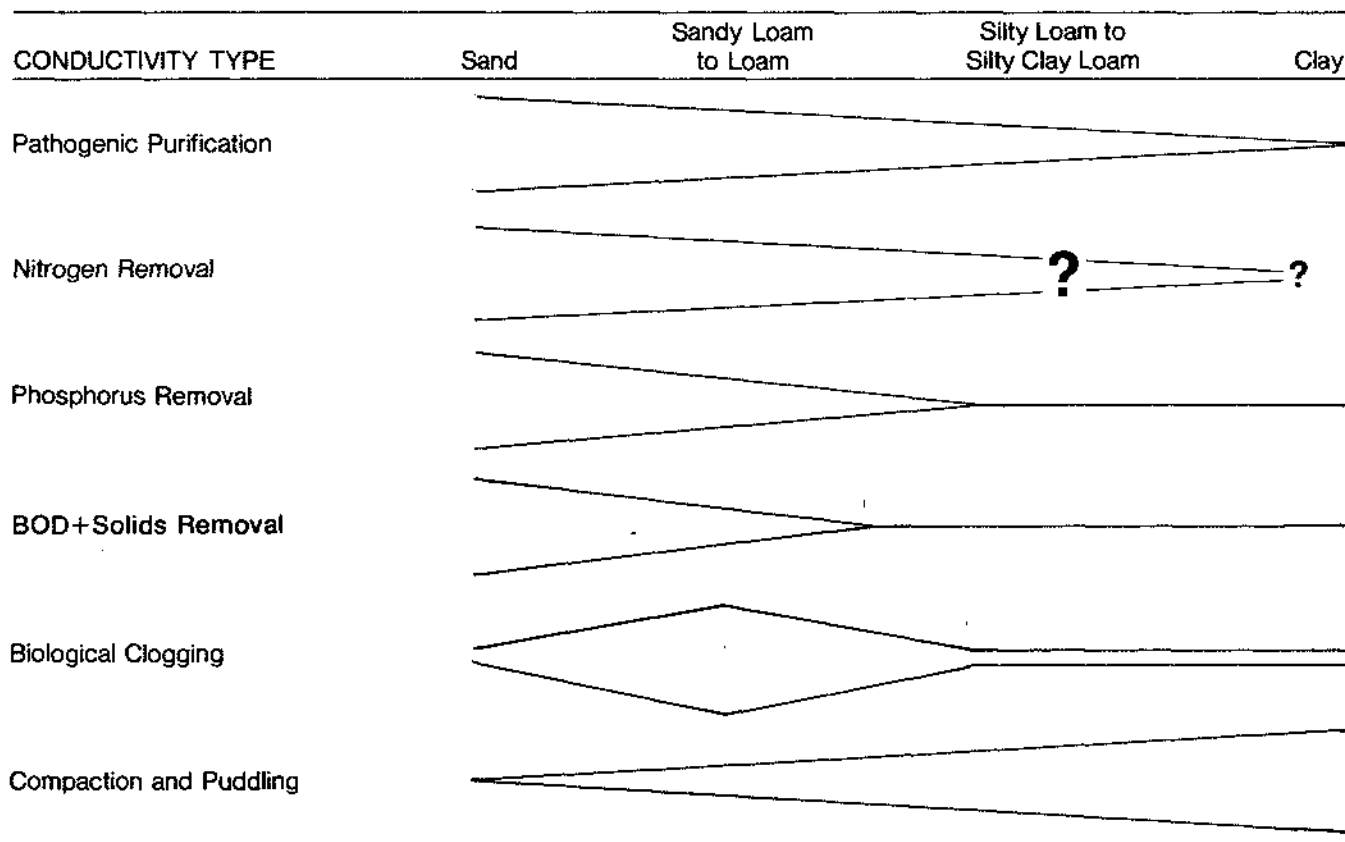 Sandy Loam Silty Loam to
CONDUCTIVITY TYPE Sand to Loam Silty Clay Loam Clay
Pathogenic Purification
Nitrogen Removal ? ?
Phosphorus Removal
BOD+Solids Removal
Biological Clogging
Compaction and Puddling